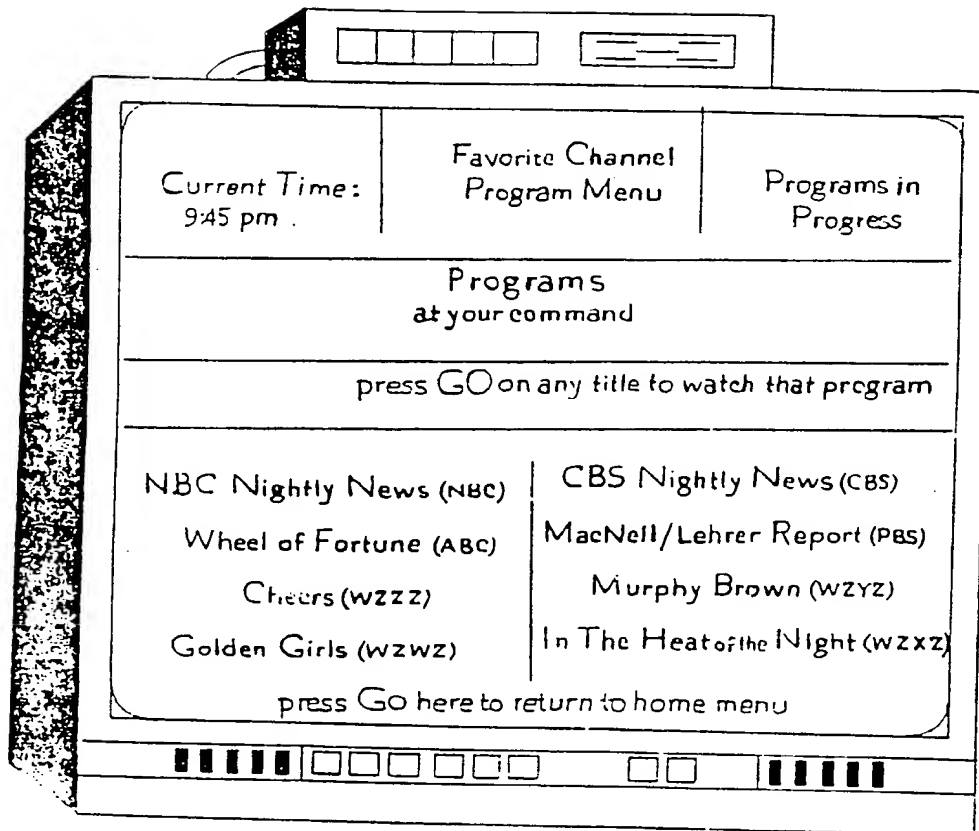 Current Time:
9:45 pm .
Favorite Channel
Program Menu
Programs in
Progress
Programs
at your command
press GO on any title to watch that program
NBC Nightly News (NBC)
Wheel of Fortune (ABC)
Cheers (WZZZ)
Golden Girls (WZWZ)
CBS Nightly News (CBS)
MacNell/Lehrer Report (PBS)
Murphy Brown (WZYZ)
In The Heat of the Night (WZXZ)
press Go here to return to home menu